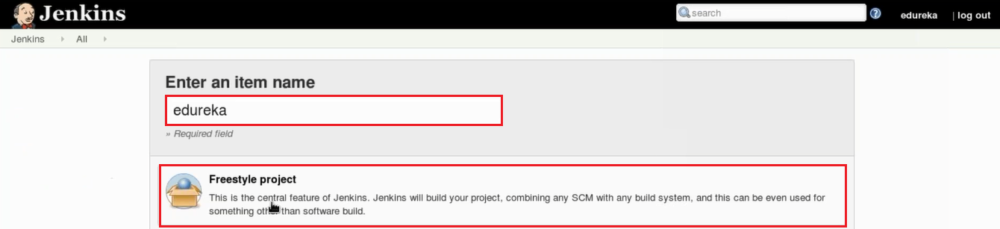 Jenkins
search
edureka | log out
Jenkins All
Enter an item name
edureka
» Required field
Freestyle project
This is the central feature of Jenkins. Jenkins will build your project, combining any SCM with any build system, and this can be even used for
something other than software build.